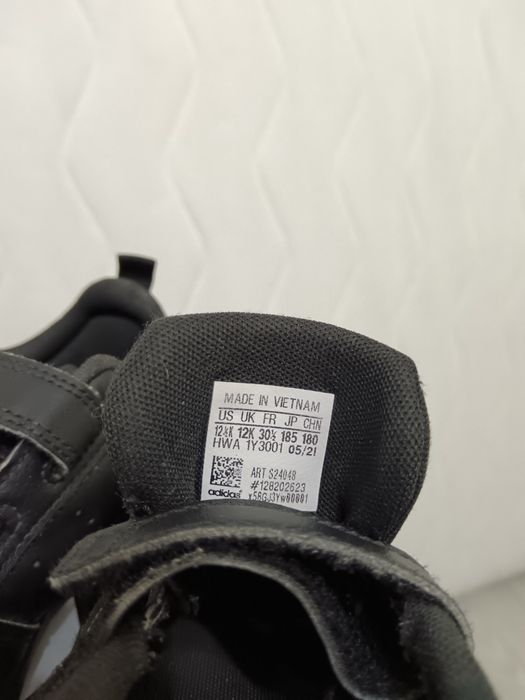 MADE IN VIETNAM
US UK FR JP CHN
12½K 12K 30½ 185 180
HWA 1Y3001 05/21
ART S24048
#128202623
adidas x58GJ3Yw00001